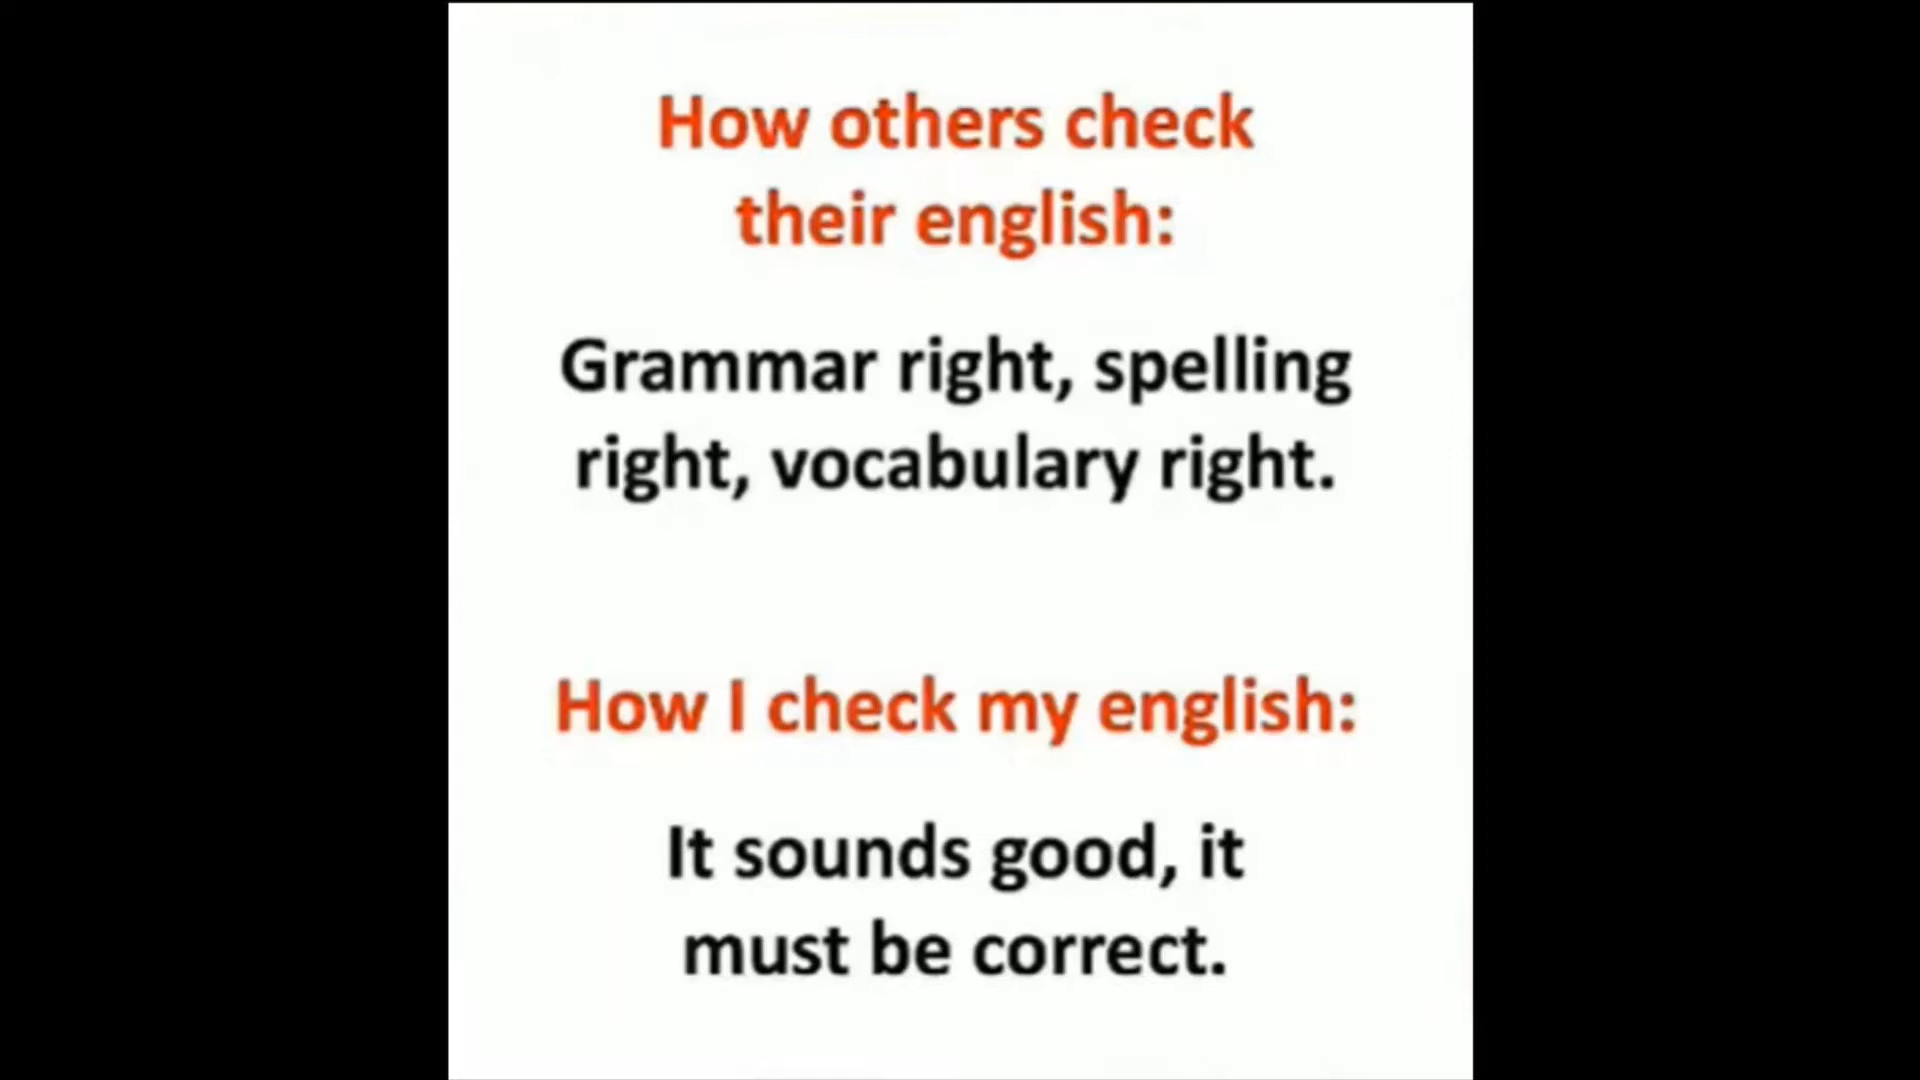 How others check
their english:
Grammar right, spelling
right, vocabulary right.
How I check my english:
It sounds good, it
must be correct.